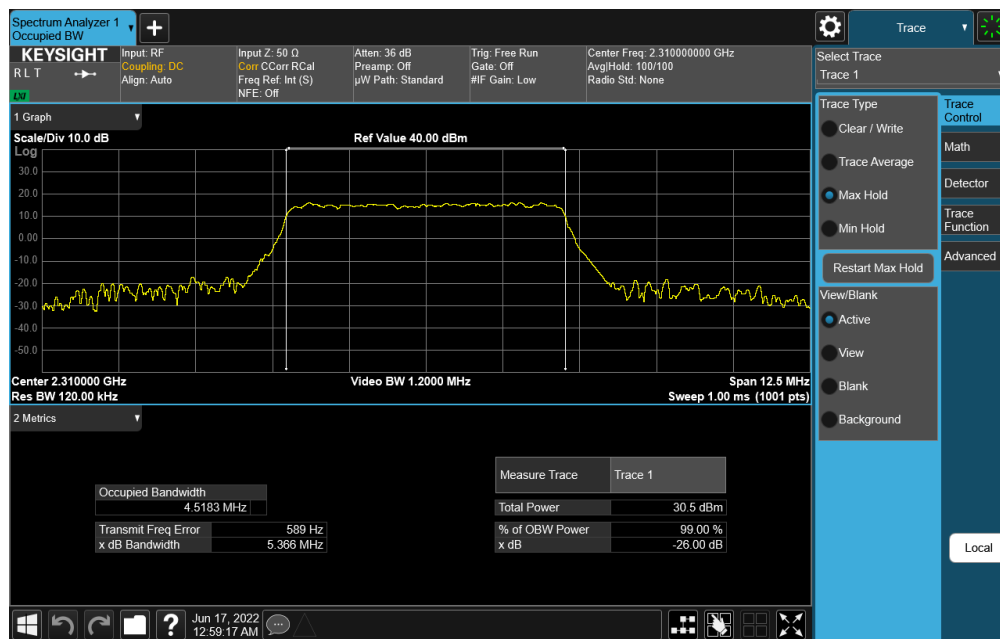 Spectrum Analyzer 1
Occupied BW
Trace
KEYSIGHT
R L T
LXI
Input: RF
Coupling: DC
Align: Auto
Input Z: 50 Ω
Corr CCorr RCal
Freq Ref: Int (S)
NFE: Off
Atten: 36 dB
Preamp: Off
µW Path: Standard
Trig: Free Run
Gate: Off
#IF Gain: Low
Center Freq: 2.310000000 GHz
Avg|Hold: 100/100
Radio Std: None
Select Trace
Trace 1
1 Graph
Scale/Div 10.0 dB
Ref Value 40.00 dBm
Log
30.0
20.0
10.0
0.00
-10.0
-20.0
-30.0
-40.0
-50.0
Center 2.310000 GHz
Video BW 1.2000 MHz
Span 12.5 MHz
Res BW 120.00 kHz
Sweep 1.00 ms (1001 pts)
Trace Type
Clear / Write
Trace Average
Max Hold
Min Hold
Restart Max Hold
View/Blank
Active
View
Blank
Background
Trace
Control
Math
Detector
Trace
Function
Advanced
Local
2 Metrics
Occupied Bandwidth
4.5183 MHz
Transmit Freq Error 589 Hz
x dB Bandwidth 5.366 MHz
Measure Trace Trace 1
Total Power 30.5 dBm
% of OBW Power 99.00 %
x dB -26.00 dB
?
Jun 17, 2022
12:59:17 AM